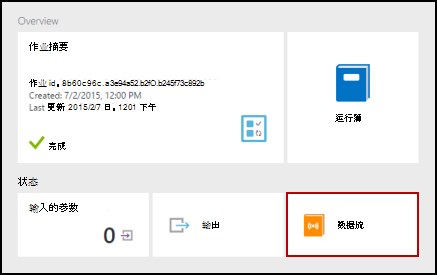 Overview
作业摘要
作业 id。8b60c96c.a3e94a52.b2f0.b245f73c892b
Created: 7/2/2015, 12:00 PM
Last 更新 2015/2/7 日。1201 下午
完成
运行簿
状态
输入的参数
0
输出
数据流